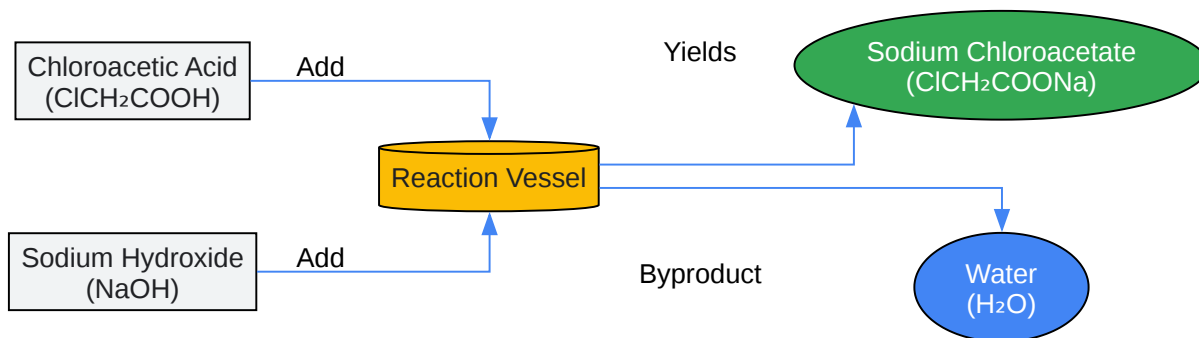 Chloroacetic Acid
(ClCH₂COOH)
Add
Yields
Sodium Chloroacetate
(ClCH₂COONa)
Reaction Vessel
Sodium Hydroxide
(NaOH)
Add
Byproduct
Water
(H₂O)